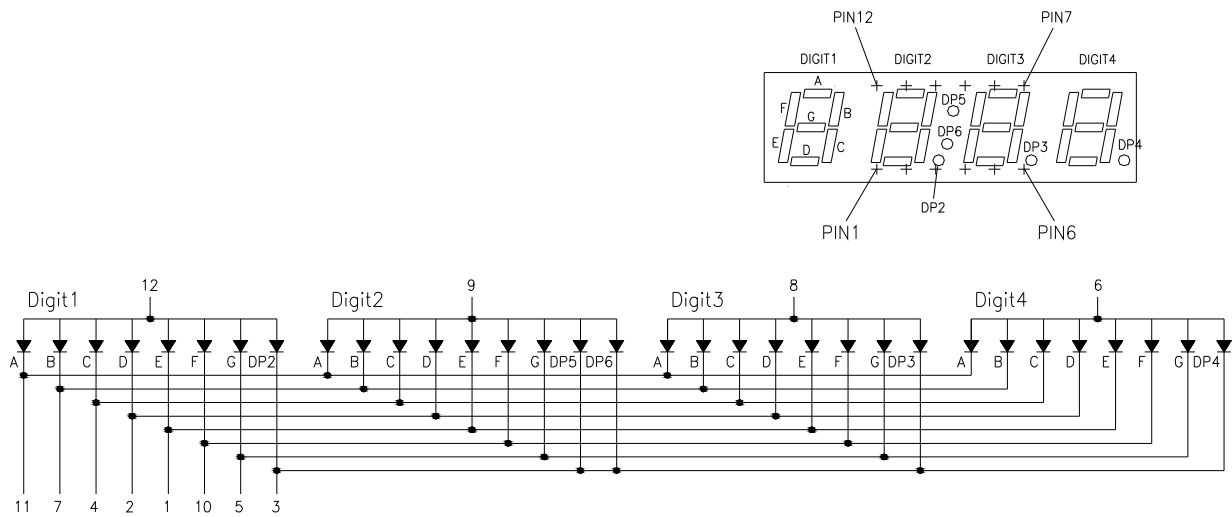 PIN12 PIN7
DIGIT1 DIGIT2 DIGIT3 DIGIT4
A
F B DP5
G
DP6
E C DP3 DP4
D
DP2
PIN1 PIN6
12 9 8 6
Digit1 Digit2 Digit3 Digit4
A B C D E F G DP2 A B C D E F G DP5 DP6 A B C D E F G DP3 A B C D E F G DP4
11 7 4 2 1 10 5 3